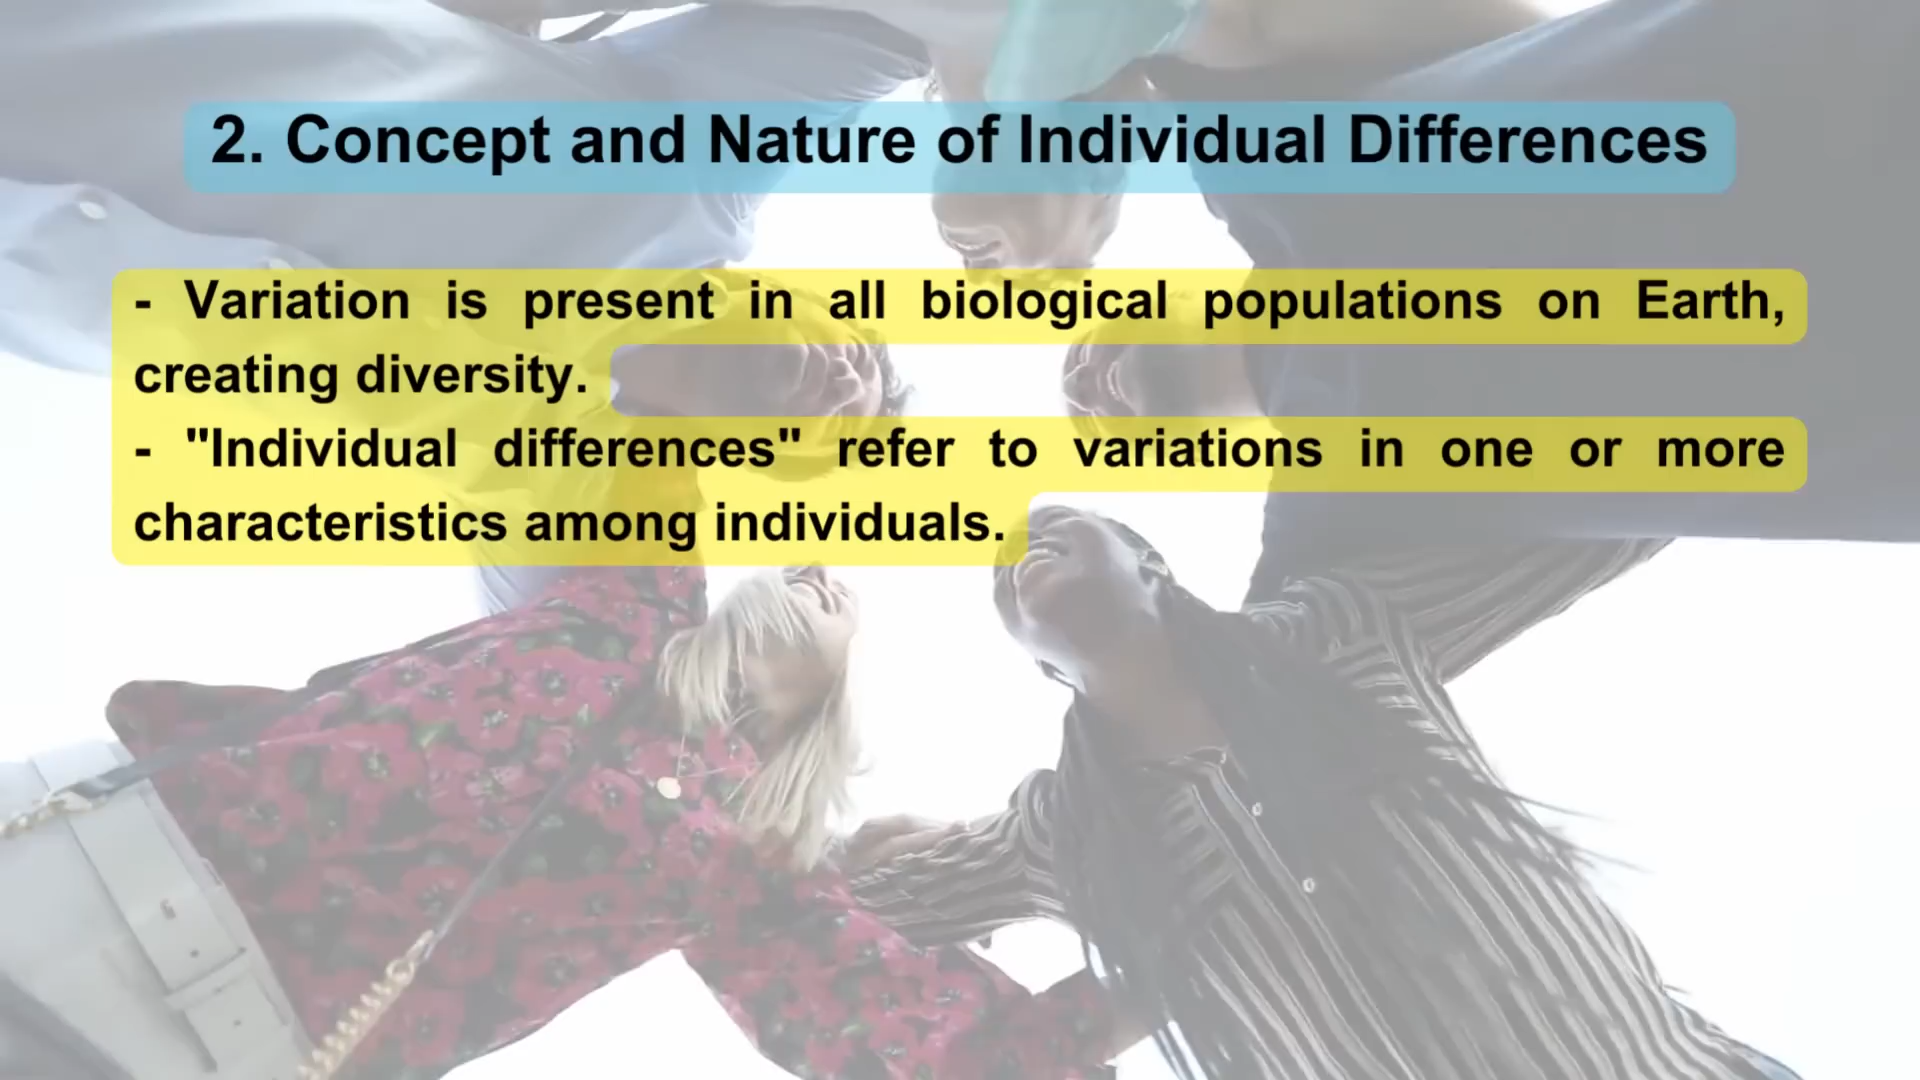 2. Concept and Nature of Individual Differences
- Variation is present in all biological populations on Earth,
creating diversity.
- "Individual differences" refer to variations in one or more
characteristics among individuals.